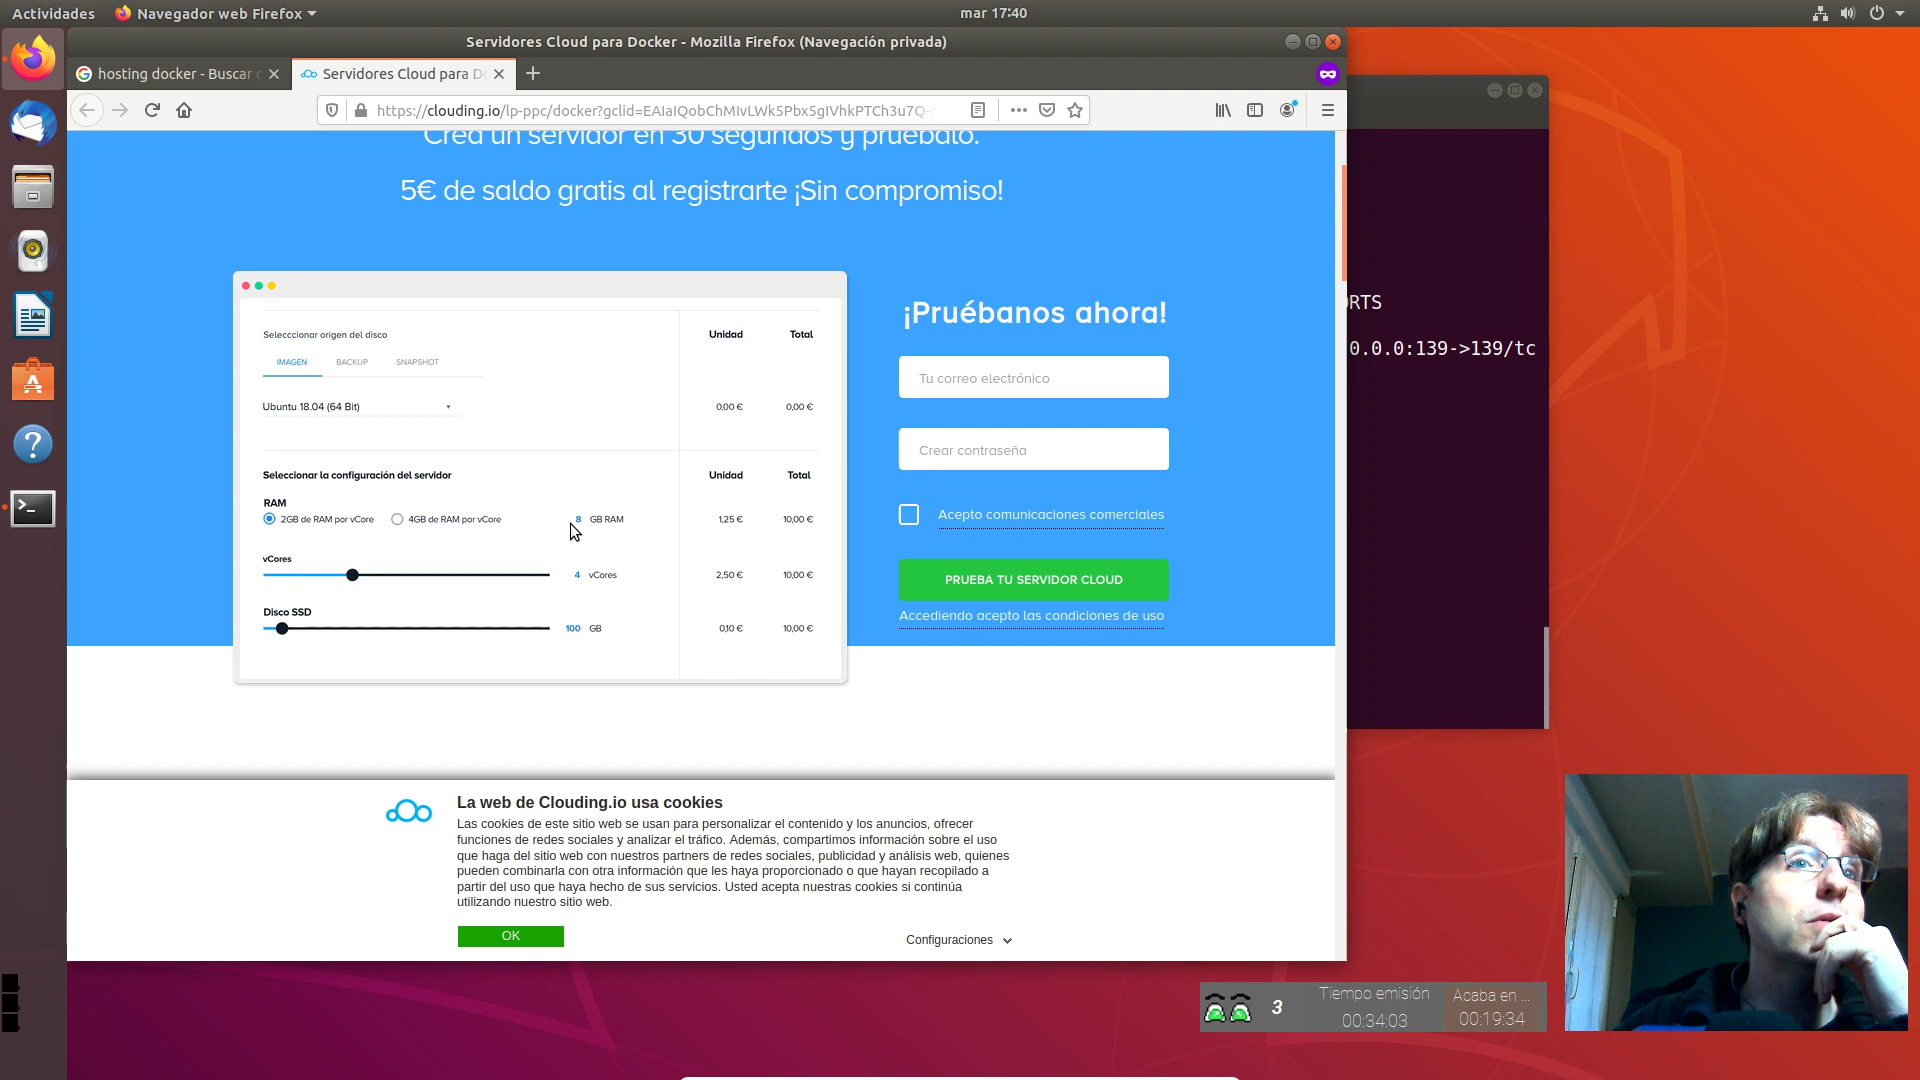 Actividades
Navegador web Firefox
mar 17:40
Servidores Cloud para Docker - Mozilla Firefox (Navegación privada)
hosting docker - Buscar
Servidores Cloud para Do
https://clouding.io/lp-ppc/docker?gclid=EAIaIQobChMIvLWk5Pbx5gIVhkPTCh3u7Q-
Crea un servidor en 30 segundos y pruébalo.
5€ de saldo gratis al registrarte ¡Sin compromiso!
Selecccionar origen del disco
Unidad
Total
IMAGEN
BACKUP
SNAPSHOT
Ubuntu 18.04 (64 Bit)
0,00 €
0,00 €
Seleccionar la configuración del servidor
Unidad
Total
RAM
2GB de RAM por vCore
4GB de RAM por vCore
8 GB RAM
1,25 €
10,00 €
vCores
4 vCores
2,50 €
10,00 €
Disco SSD
100 GB
0,10 €
10,00 €
¡Pruébanos ahora!
Tu correo electrónico
Crear contraseña
Acepto comunicaciones comerciales
PRUEBA TU SERVIDOR CLOUD
Accediendo acepto las condiciones de uso
ORTS
0.0.0:139->139/tc
La web de Clouding.io usa cookies
Las cookies de este sitio web se usan para personalizar el contenido y los anuncios, ofrecer
funciones de redes sociales y analizar el tráfico. Además, compartimos información sobre el uso
que haga del sitio web con nuestros partners de redes sociales, publicidad y análisis web, quienes
pueden combinarla con otra información que les haya proporcionado o que hayan recopilado a
partir del uso que haya hecho de sus servicios. Usted acepta nuestras cookies si continúa
utilizando nuestro sitio web.
OK
Configuraciones
3
Tiempo emisión
00:34:03
Acaba en ...
00:19:34